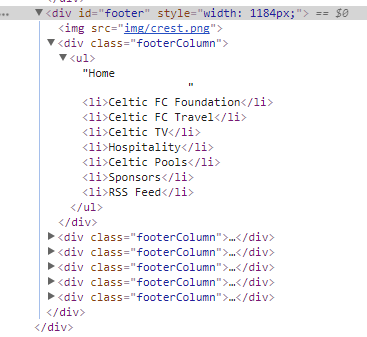 </ul>
… ▼<div id="footer" style="width: 1184px;"> == $0
<img src="img/crest.png">
▼<div class="footerColumn">
▼<ul>
"Home
"
<li>Celtic FC Foundation</li>
<li>Celtic FC Travel</li>
<li>Celtic TV</li>
<li>Hospitality</li>
<li>Celtic Pools</li>
<li>Sponsors</li>
<li>RSS Feed</li>
</ul>
</div>
▶<div class="footerColumn">…</div>
▶<div class="footerColumn">…</div>
▶<div class="footerColumn">…</div>
▶<div class="footerColumn">…</div>
▶<div class="footerColumn">…</div>
</div>